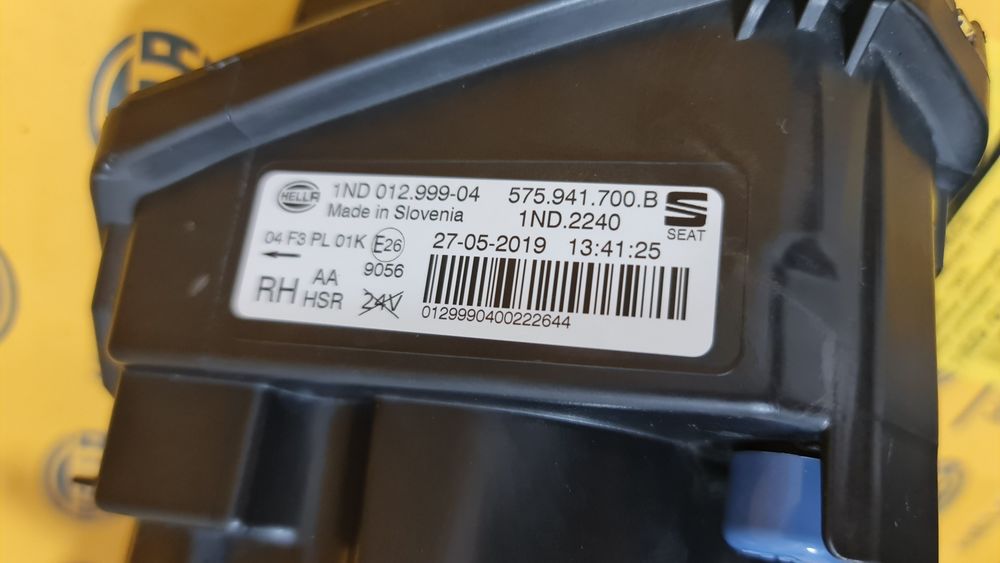 HELLA 1ND 012.999-04 575.941.700.B
Made in Slovenia 1ND.2240 SEAT
04 F3 PL 01K E26 27-05-2019 13:41:25
9056
RH AA HSR 24V
0129990400222644